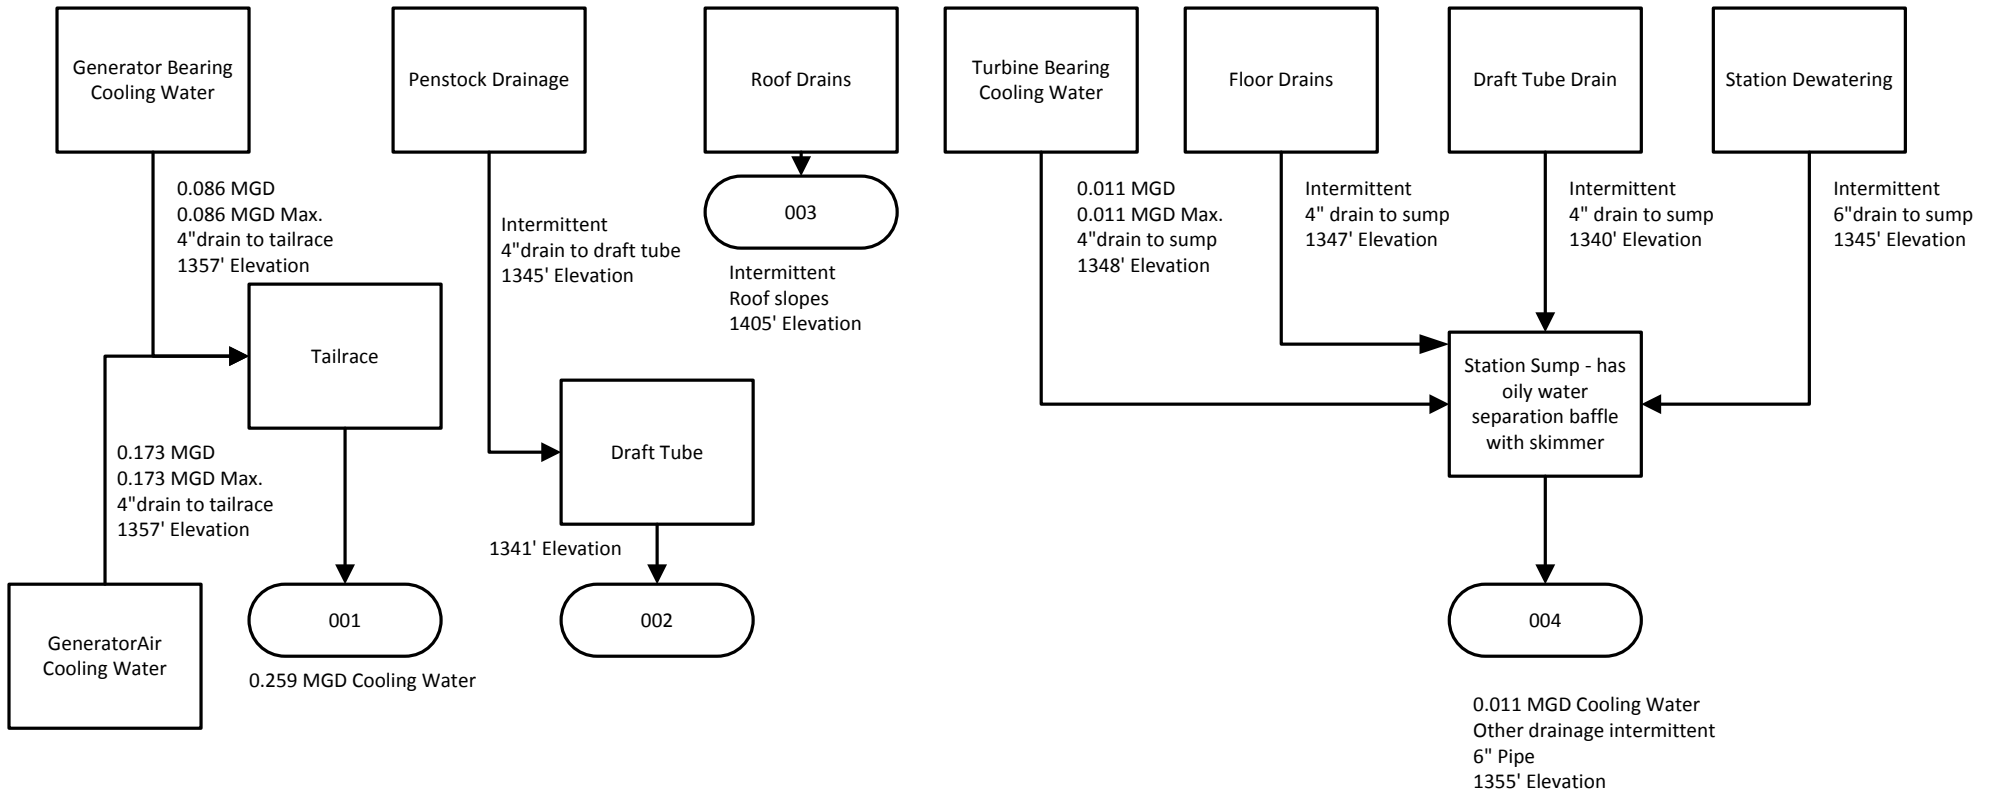 Generator Bearing
Cooling Water
Penstock Drainage
Roof Drains
Turbine Bearing
Cooling Water
Floor Drains
Draft Tube Drain
Station Dewatering
0.086 MGD
0.086 MGD Max.
4"drain to tailrace
1357' Elevation
Intermittent
4"drain to draft tube
1345' Elevation
003
Intermittent
Roof slopes
1405' Elevation
0.011 MGD
0.011 MGD Max.
4"drain to sump
1348' Elevation
Intermittent
4" drain to sump
1347' Elevation
Intermittent
4" drain to sump
1340' Elevation
Intermittent
6"drain to sump
1345' Elevation
Tailrace
Station Sump - has
oily water
separation baffle
with skimmer
0.173 MGD
0.173 MGD Max.
4"drain to tailrace
1357' Elevation
Draft Tube
1341' Elevation
GeneratorAir
Cooling Water
001
0.259 MGD Cooling Water
002
004
0.011 MGD Cooling Water
Other drainage intermittent
6" Pipe
1355' Elevation